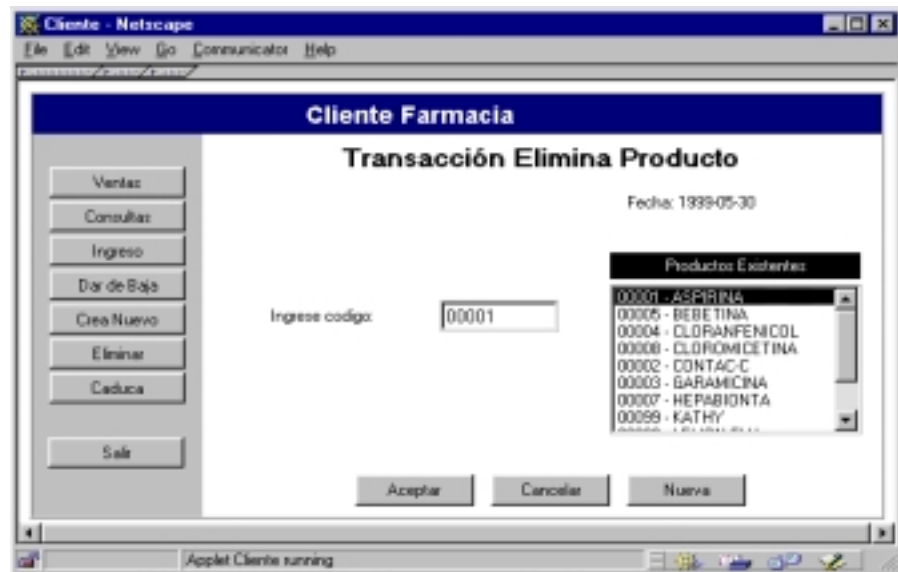 Cliente - Netscape
File Edit View Go Communicator Help
Cliente Farmacia
Transacción Elimina Producto
Fecha: 1999-05-30
Ventas
Consultas
Ingreso
Dar de Baja
Crea Nuevo
Eliminar
Caduca
Salir
Ingrese codigo:
00001
Productos Existentes
00001 - ASPIRINA
00005 - BEBETINA
00004 - CLORANFENICOL
00008 - CLOROMICETINA
00002 - CONTAC-C
00003 - GARAMICINA
00007 - HEPABIONTA
00099 - KATHY
Aceptar Cancelar Nueva
Applet Cliente running